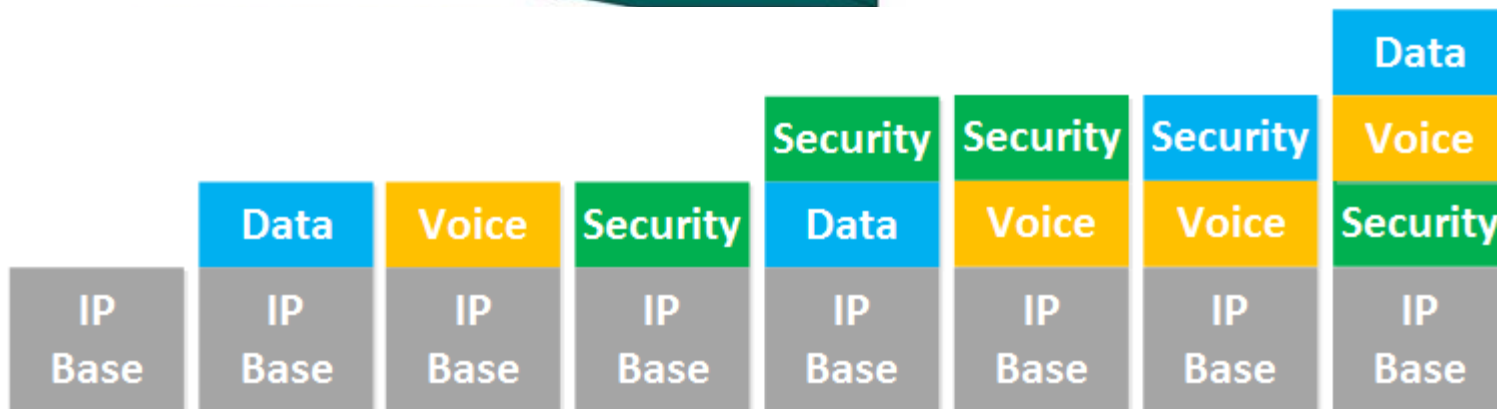 Data
Security Security Security Voice
Data Voice Security Data Voice Voice Security
IP IP IP IP IP IP IP IP
Base Base Base Base Base Base Base Base